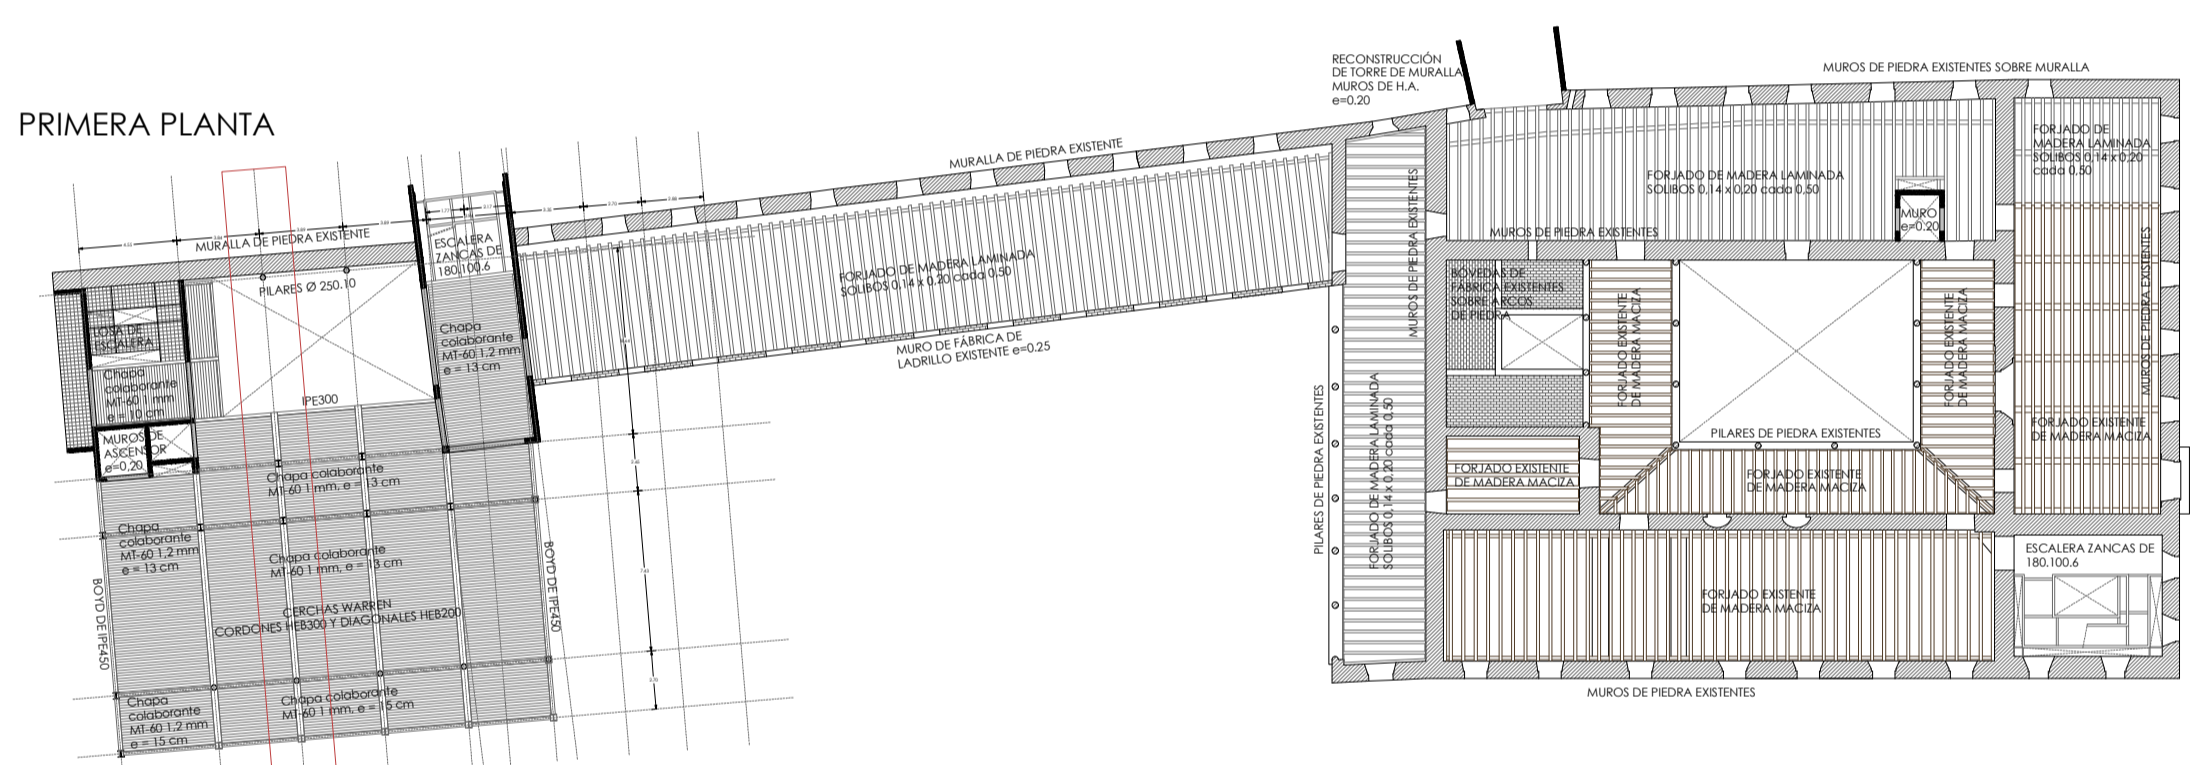 PRIMERA PLANTA
RECONSTRUCCIÓN
DE TORRE DE MURALLA
MUROS DE H.A.
e=0.20
MUROS DE PIEDRA EXISTENTES SOBRE MURALLA
MURALLA DE PIEDRA EXISTENTE
MURALLA DE PIEDRA EXISTENTE
ESCALERA
ZANCAS DE
180.100.6
PILARES Ø 250.10
LOSA DE
ESCALERA
Chapa
colaborante
MT-60 1 mm
e = 10 cm
IPE300
Chapa
colaborante
MT-60 1,2 mm
e = 13 cm
MUROS DE
ASCENSOR
e=0,20
Chapa colaborante
MT-60 1 mm, e = 13 cm
Chapa
colaborante
MT-60 1,2 mm
e = 13 cm
Chapa colaborante
MT-60 1 mm, e = 13 cm
BOYD DE IPE450
BOYD DE IPE450
CERCHAS WARREN
CORDONES HEB300 Y DIAGONALES HEB200
Chapa
colaborante
MT-60 1,2 mm
e = 15 cm
Chapa colaborante
MT-60 1 mm, e = 15 cm
FORJADO DE MADERA LAMINADA
SOLIBOS 0,14 x 0,20 cada 0,50
MURO DE FÁBRICA DE
LADRILLO EXISTENTE e=0.25
PILARES DE PIEDRA EXISTENTES
FORJADO DE MADERA LAMINADA
SOLIBOS 0,14 x 0,20 cada 0,50
MUROS DE PIEDRA EXISTENTES
FORJADO DE MADERA LAMINADA
SOLIBOS 0,14 x 0,20 cada 0,50
MURO
e=0.20
FORJADO DE
MADERA LAMINADA
SOLIBOS 0,14 x 0,20
cada 0,50
MUROS DE PIEDRA EXISTENTES
BÓVEDAS DE
FÁBRICA EXISTENTES
SOBRE ARCOS
DE PIEDRA
FORJADO EXISTENTE
DE MADERA MACIZA
FORJADO EXISTENTE
DE MADERA MACIZA
MUROS DE PIEDRA EXISTENTES
PILARES DE PIEDRA EXISTENTES
FORJADO EXISTENTE
DE MADERA MACIZA
FORJADO EXISTENTE
DE MADERA MACIZA
FORJADO EXISTENTE
DE MADERA MACIZA
ESCALERA ZANCAS DE
180.100.6
FORJADO EXISTENTE
DE MADERA MACIZA
MUROS DE PIEDRA EXISTENTES